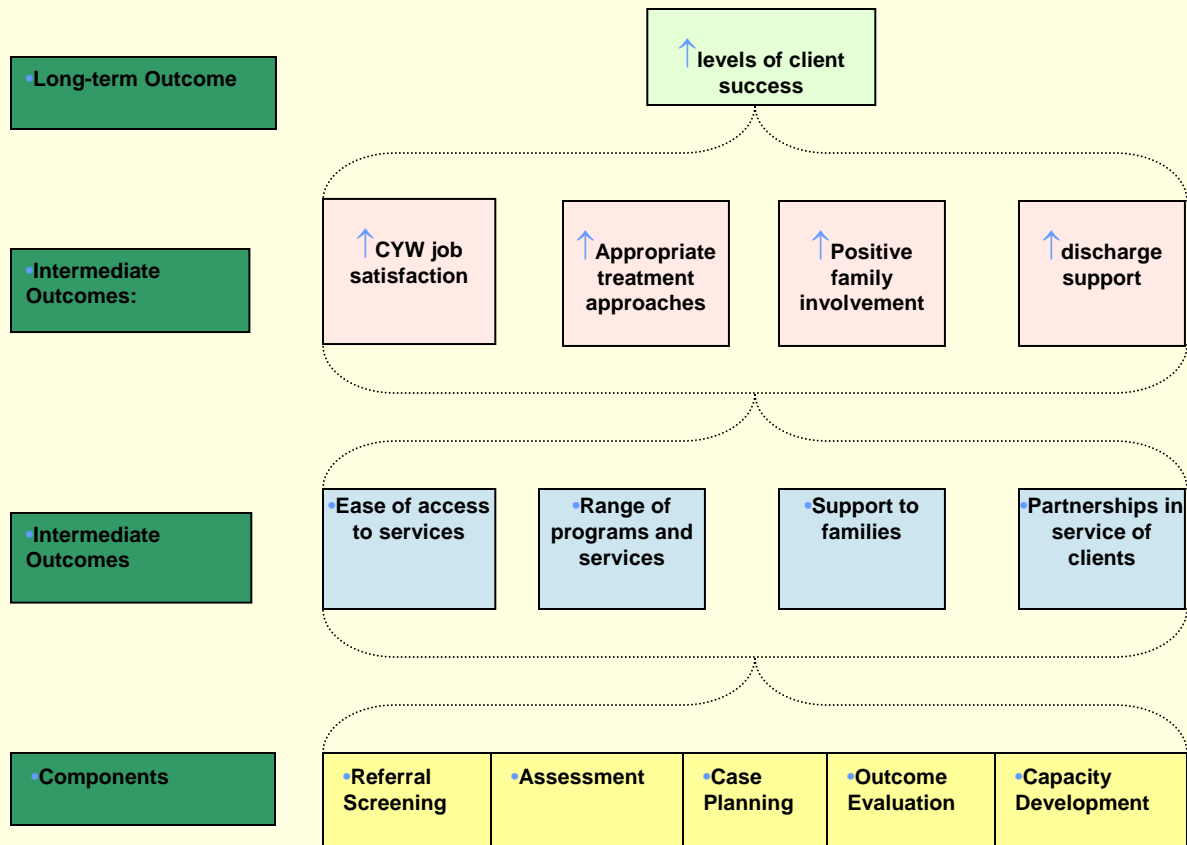 •Long-term Outcome
↑levels of client
success
•Intermediate
Outcomes:
↑CYW job
satisfaction
↑Appropriate
treatment
approaches
↑Positive
family
involvement
↑discharge
support
•Intermediate
Outcomes
•Ease of access
to services
•Range of
programs and
services
•Support to
families
•Partnerships in
service of
clients
•Components
•Referral
Screening
•Assessment
•Case
Planning
•Outcome
Evaluation
•Capacity
Development